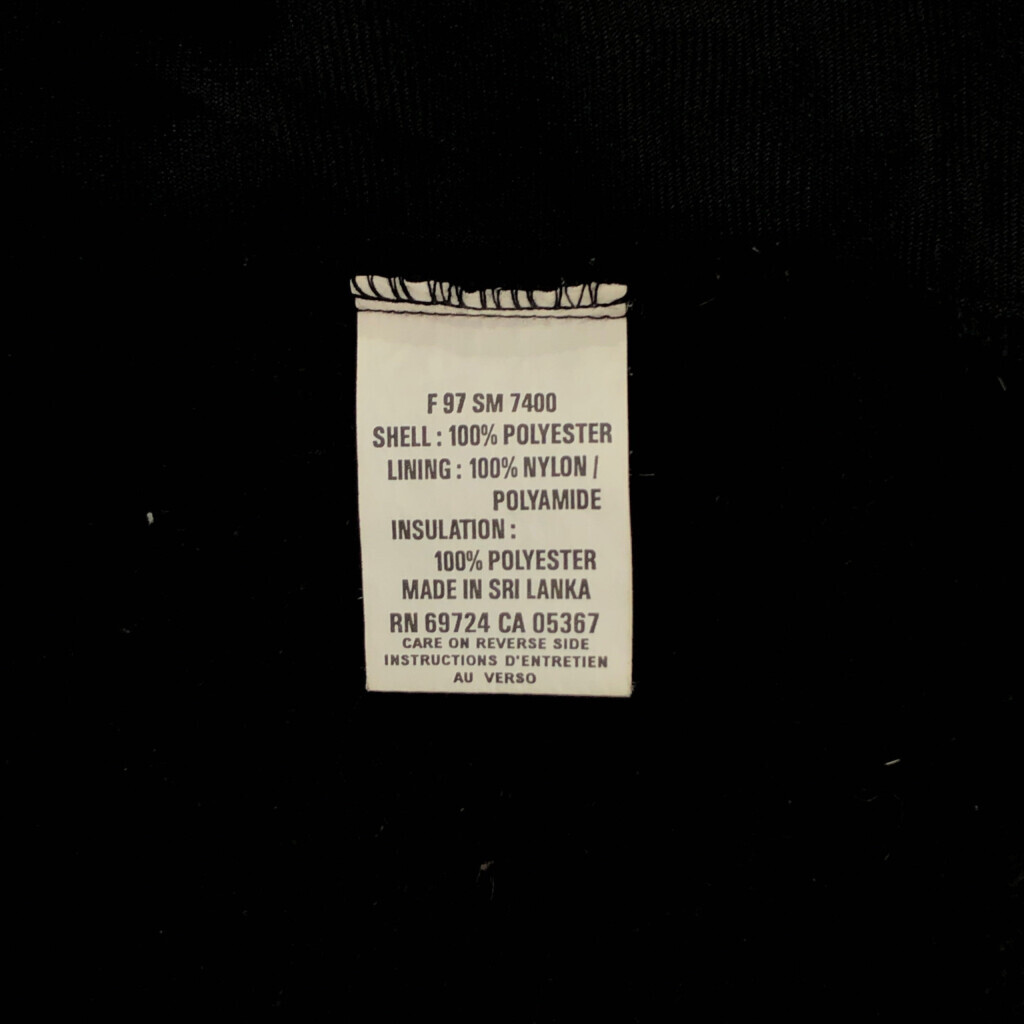 F 97 SM 7400
SHELL : 100% POLYESTER
LINING : 100% NYLON /
POLYAMIDE
INSULATION :
100% POLYESTER
MADE IN SRI LANKA
RN 69724 CA 05367
CARE ON REVERSE SIDE
INSTRUCTIONS D'ENTRETIEN
AU VERSO